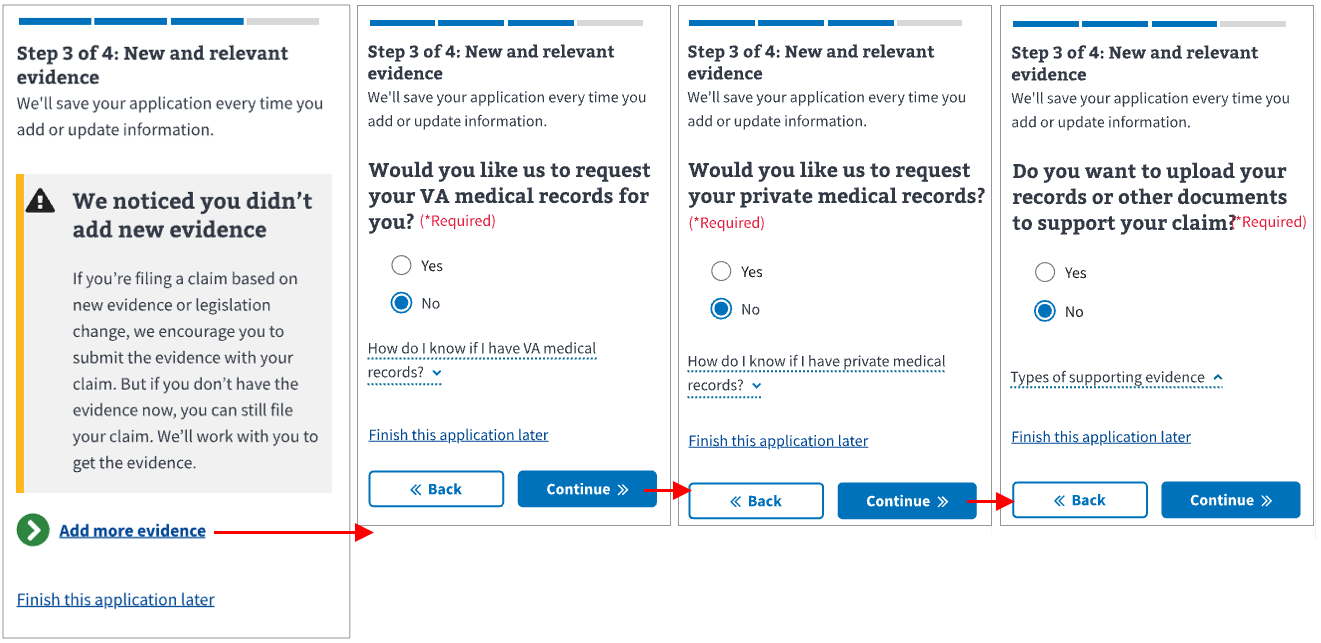 Step 3 of 4: New and relevant
evidence
We'll save your application every time you
add or update information.
We noticed you didn’t
add new evidence
If you’re filing a claim based on
new evidence or legislation
change, we encourage you to
submit the evidence with your
claim. But if you don’t have the
evidence now, you can still file
your claim. We’ll work with you to
get the evidence.
Add more evidence
Finish this application later
Step 3 of 4: New and relevant
evidence
We'll save your application every time you
add or update information.
Would you like us to request
your VA medical records for
you? (*Required)
Yes
No
How do I know if I have VA medical
records?
Finish this application later
Back
Continue
Step 3 of 4: New and relevant
evidence
We'll save your application every time you
add or update information.
Would you like us to request
your private medical records?
(*Required)
Yes
No
How do I know if I have private medical
records?
Finish this application later
Back
Continue
Step 3 of 4: New and relevant
evidence
We'll save your application every time you
add or update information.
Do you want to upload your
records or other documents
to support your claim? *Required)
Yes
No
Types of supporting evidence
Finish this application later
Back
Continue